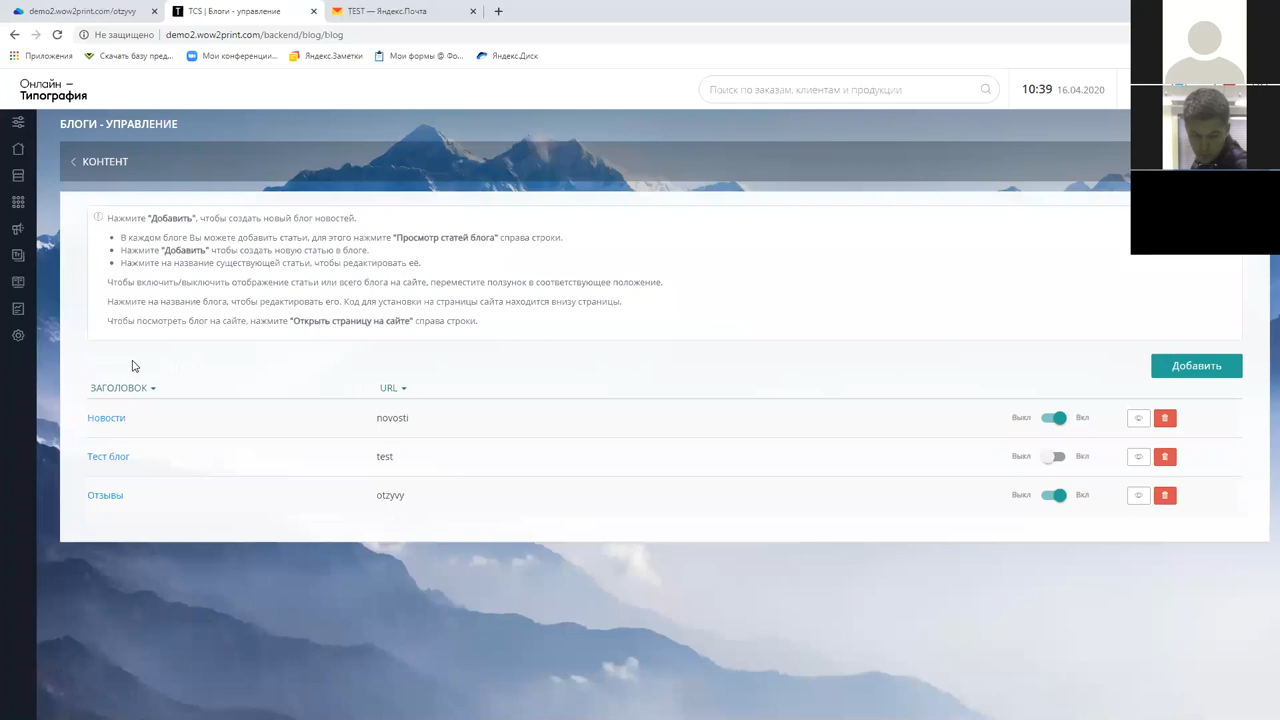 demo2.wow2print.com/otzyvy
TCS | Блоги - управление
TEST — Яндекс.Почта
Не защищено
demo2.wow2print.com/backend/blog/blog
Приложения
Скачать базу пред...
Мои конференции...
Яндекс.Заметки
Мои формы @ Фо...
Яндекс.Диск
Онлайн –
Типография
Поиск по заказам, клиентам и продукции
10:39 16.04.2020
БЛОГИ - УПРАВЛЕНИЕ
КОНТЕНТ
Нажмите "Добавить", чтобы создать новый блог новостей.
• В каждом блоге Вы можете добавить статьи, для этого нажмите "Просмотр статей блога" справа строки.
• Нажмите "Добавить" чтобы создать новую статью в блоге.
• Нажмите на название существующей статьи, чтобы редактировать её.
Чтобы включить/выключить отображение статьи или всего блога на сайте, переместите ползунок в соответствующее положение.
Нажмите на название блога, чтобы редактировать его. Код для установки на страницы сайта находится внизу страницы.
Чтобы посмотреть блог на сайте, нажмите "Открыть страницу на сайте" справа строки.
Добавить
ЗАГОЛОВОК URL
Новости novosti Выкл Вкл
Тест блог test Выкл Вкл
Отзывы otzyvy Выкл Вкл